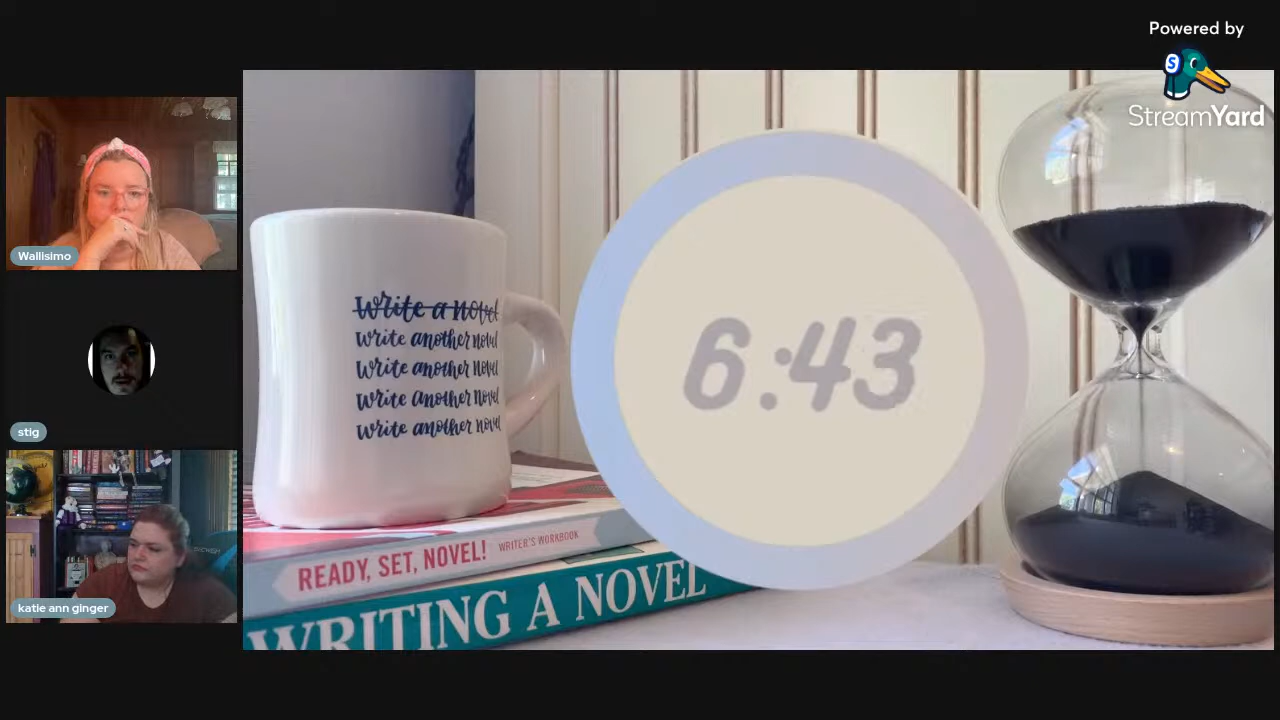 Powered by
S
StreamYard
Wallisimo
stig
katie ann ginger
write a novel
write another novel
write another novel
write another novel
write another novel
6:43
READY, SET, NOVEL! WRITER'S WORKBOOK
WRITING A NOVEL